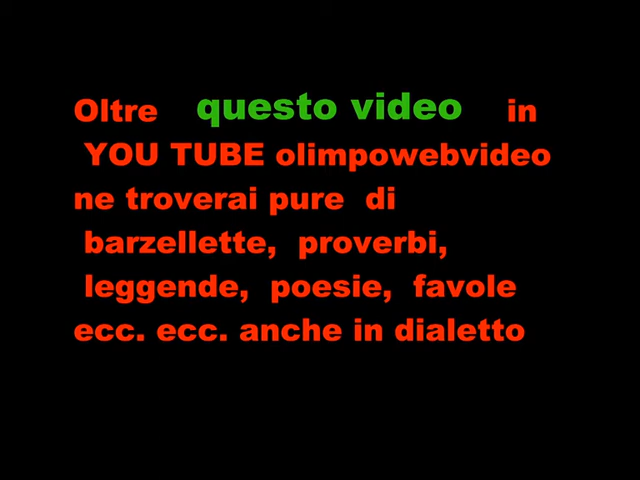 Oltre questo video in
YOU TUBE olimpowebvideo
ne troverai pure di
barzellette, proverbi,
leggende, poesie, favole
ecc. ecc. anche in dialetto